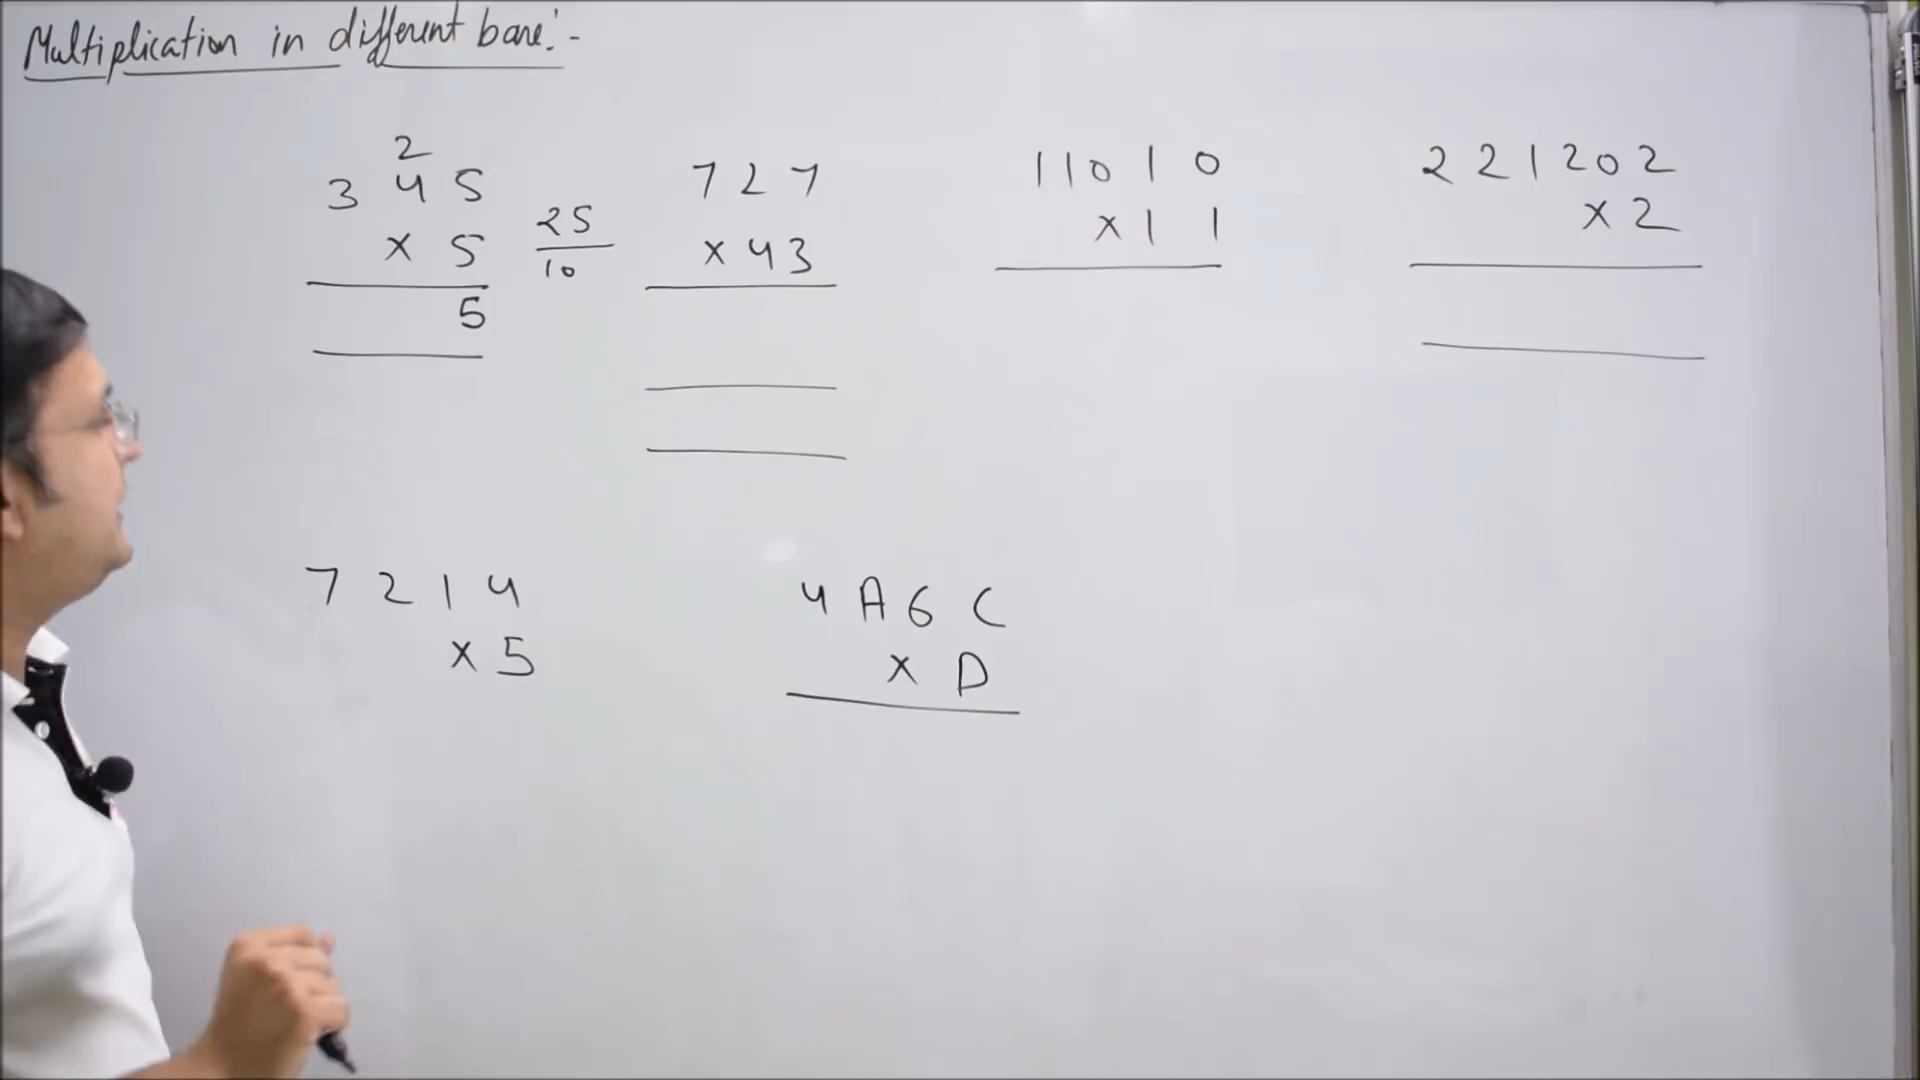 Multiplication in different base:-
2
3 4 5
x 5
5
25
10
7 2 7
x 4 3
1 1 0 1 0
x 1 1
2 2 1 2 0 2
x 2
7 2 1 4
x 5
4 A 6 C
x D